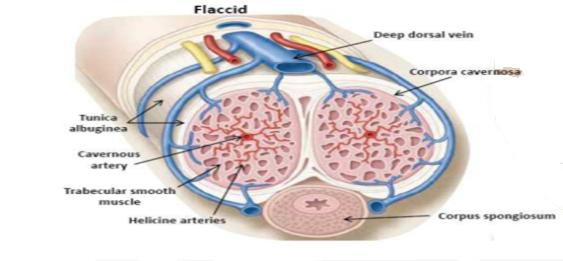 Flaccid
Deep dorsal vein
Corpora cavernosa
Tunica
albuginea
Cavernous
artery
Trabecular smooth
muscle
Helicine arteries
Corpus spongiosum